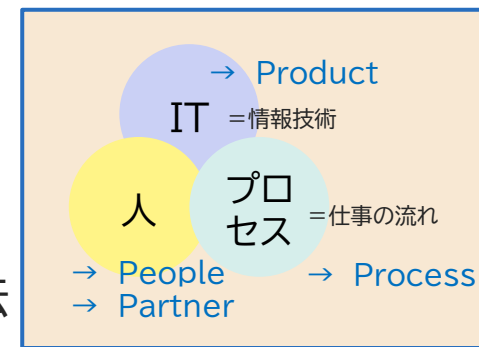 → Product
IT =情報技術
人
プロ
セス
=仕事の流れ
→ People
→ Partner
→ Process